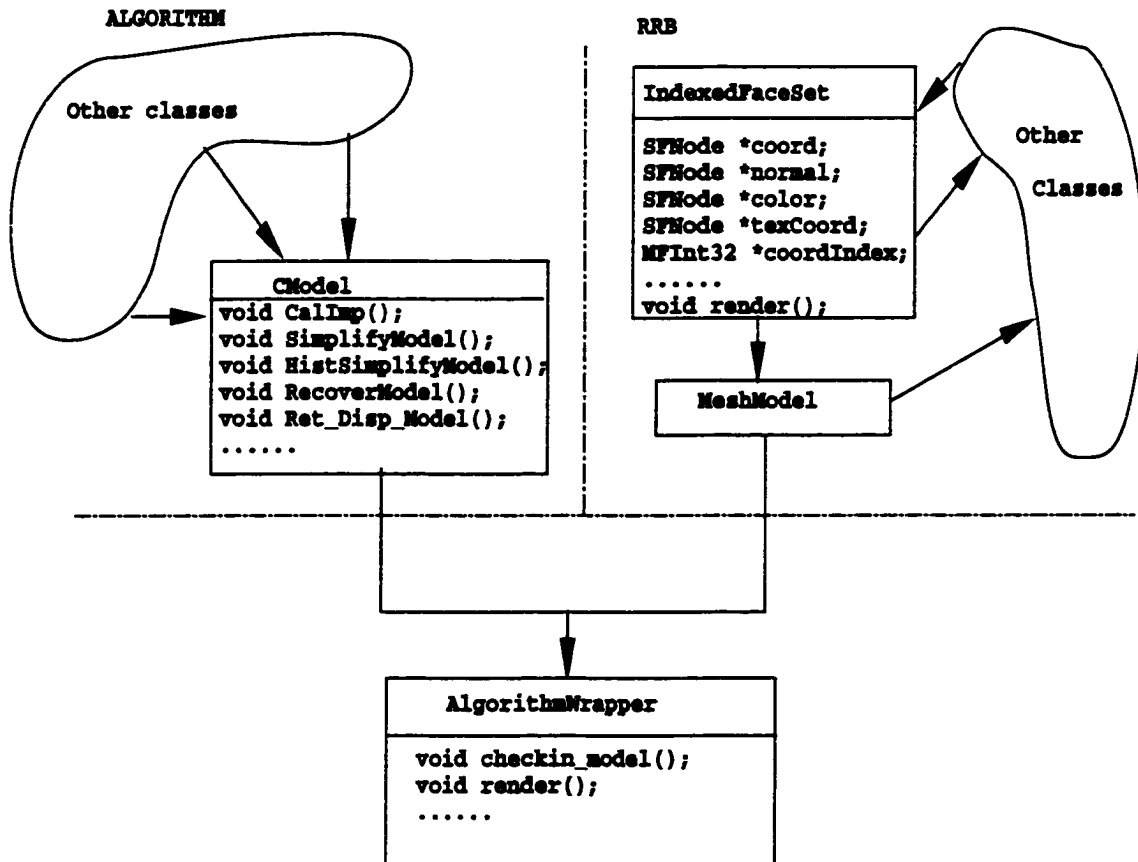 ALGORITHM
Other classes
CModel
void CalImp();
void SimplifyModel();
void HistSimplifyModel();
void RecoverModel();
void Ret_Disp_Model();
......
RRB
IndexedFaceSet
SFNode *coord;
SFNode *normal;
SFNode *color;
SFNode *texCoord;
MFInt32 *coordIndex;
......
void render();
Other
Classes
MeshModel
AlgorithmWrapper
void checkin_model();
void render();
......